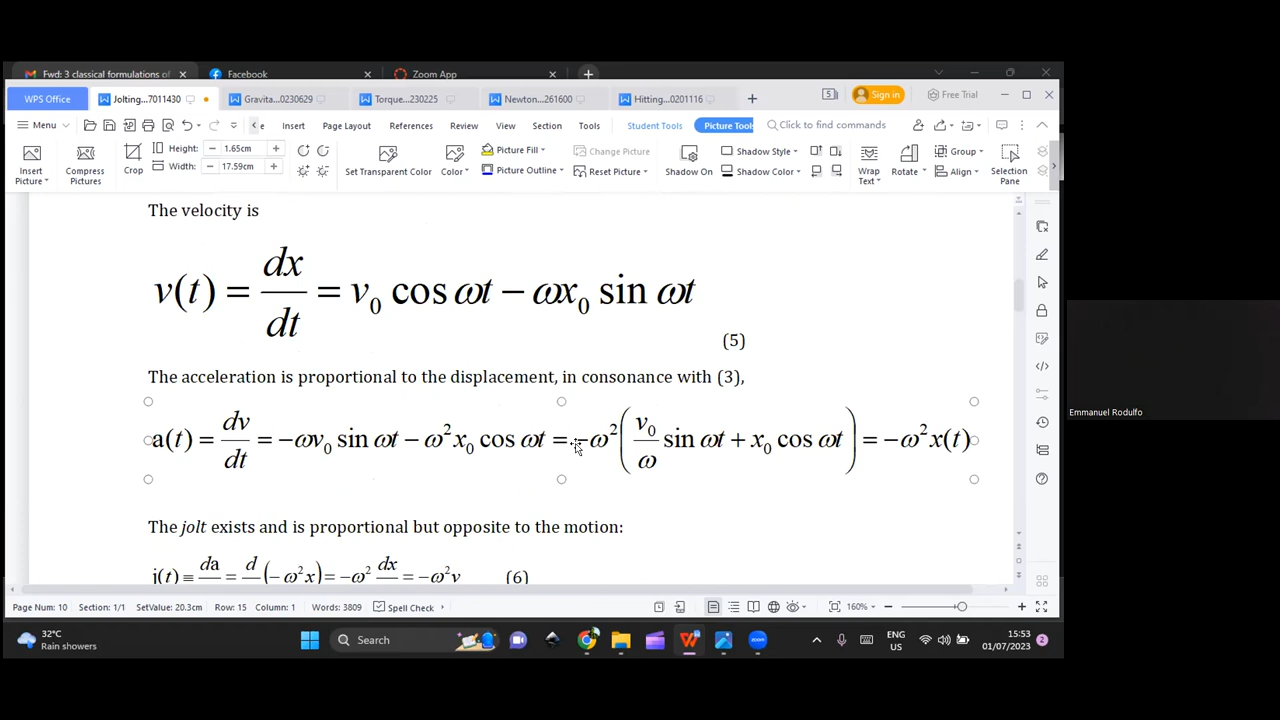 Fwd: 3 classical formulations of
Facebook
Zoom App
WPS Office
Jolting...7011430
Gravita...0230629
Torque...230225
Newton...261600
Hitting...0201116
5
Sign in
Free Trial
Menu
e
Insert
Page Layout
References
Review
View
Section
Tools
Student Tools
Picture Tools
Click to find commands
Insert Picture
Compress Pictures
Crop
Height: 1.65cm
Width: 17.59cm
Set Transparent Color
Color
Picture Fill
Picture Outline
Change Picture
Reset Picture
Shadow On
Shadow Style
Shadow Color
Wrap Text
Rotate
Group
Align
Selection Pane
The velocity is
v(t) = dx/dt = v₀ cos ωt − ωx₀ sin ωt
(5)
The acceleration is proportional to the displacement, in consonance with (3),
a(t) = dv/dt = −ωv₀ sin ωt − ω²x₀ cos ωt = −ω²(v₀/ω sin ωt + x₀ cos ωt) = −ω²x(t)
The jolt exists and is proportional but opposite to the motion:
j(t) ≡ da = d (−ω²x) = −ω² dx = −ω²v (6)
Page Num: 10 Section: 1/1 SetValue: 20.3cm Row: 15 Column: 1 Words: 3809 Spell Check 160%
32°C
Rain showers
Search
ENG
US
15:53
01/07/2023
2
Emmanuel Rodulfo